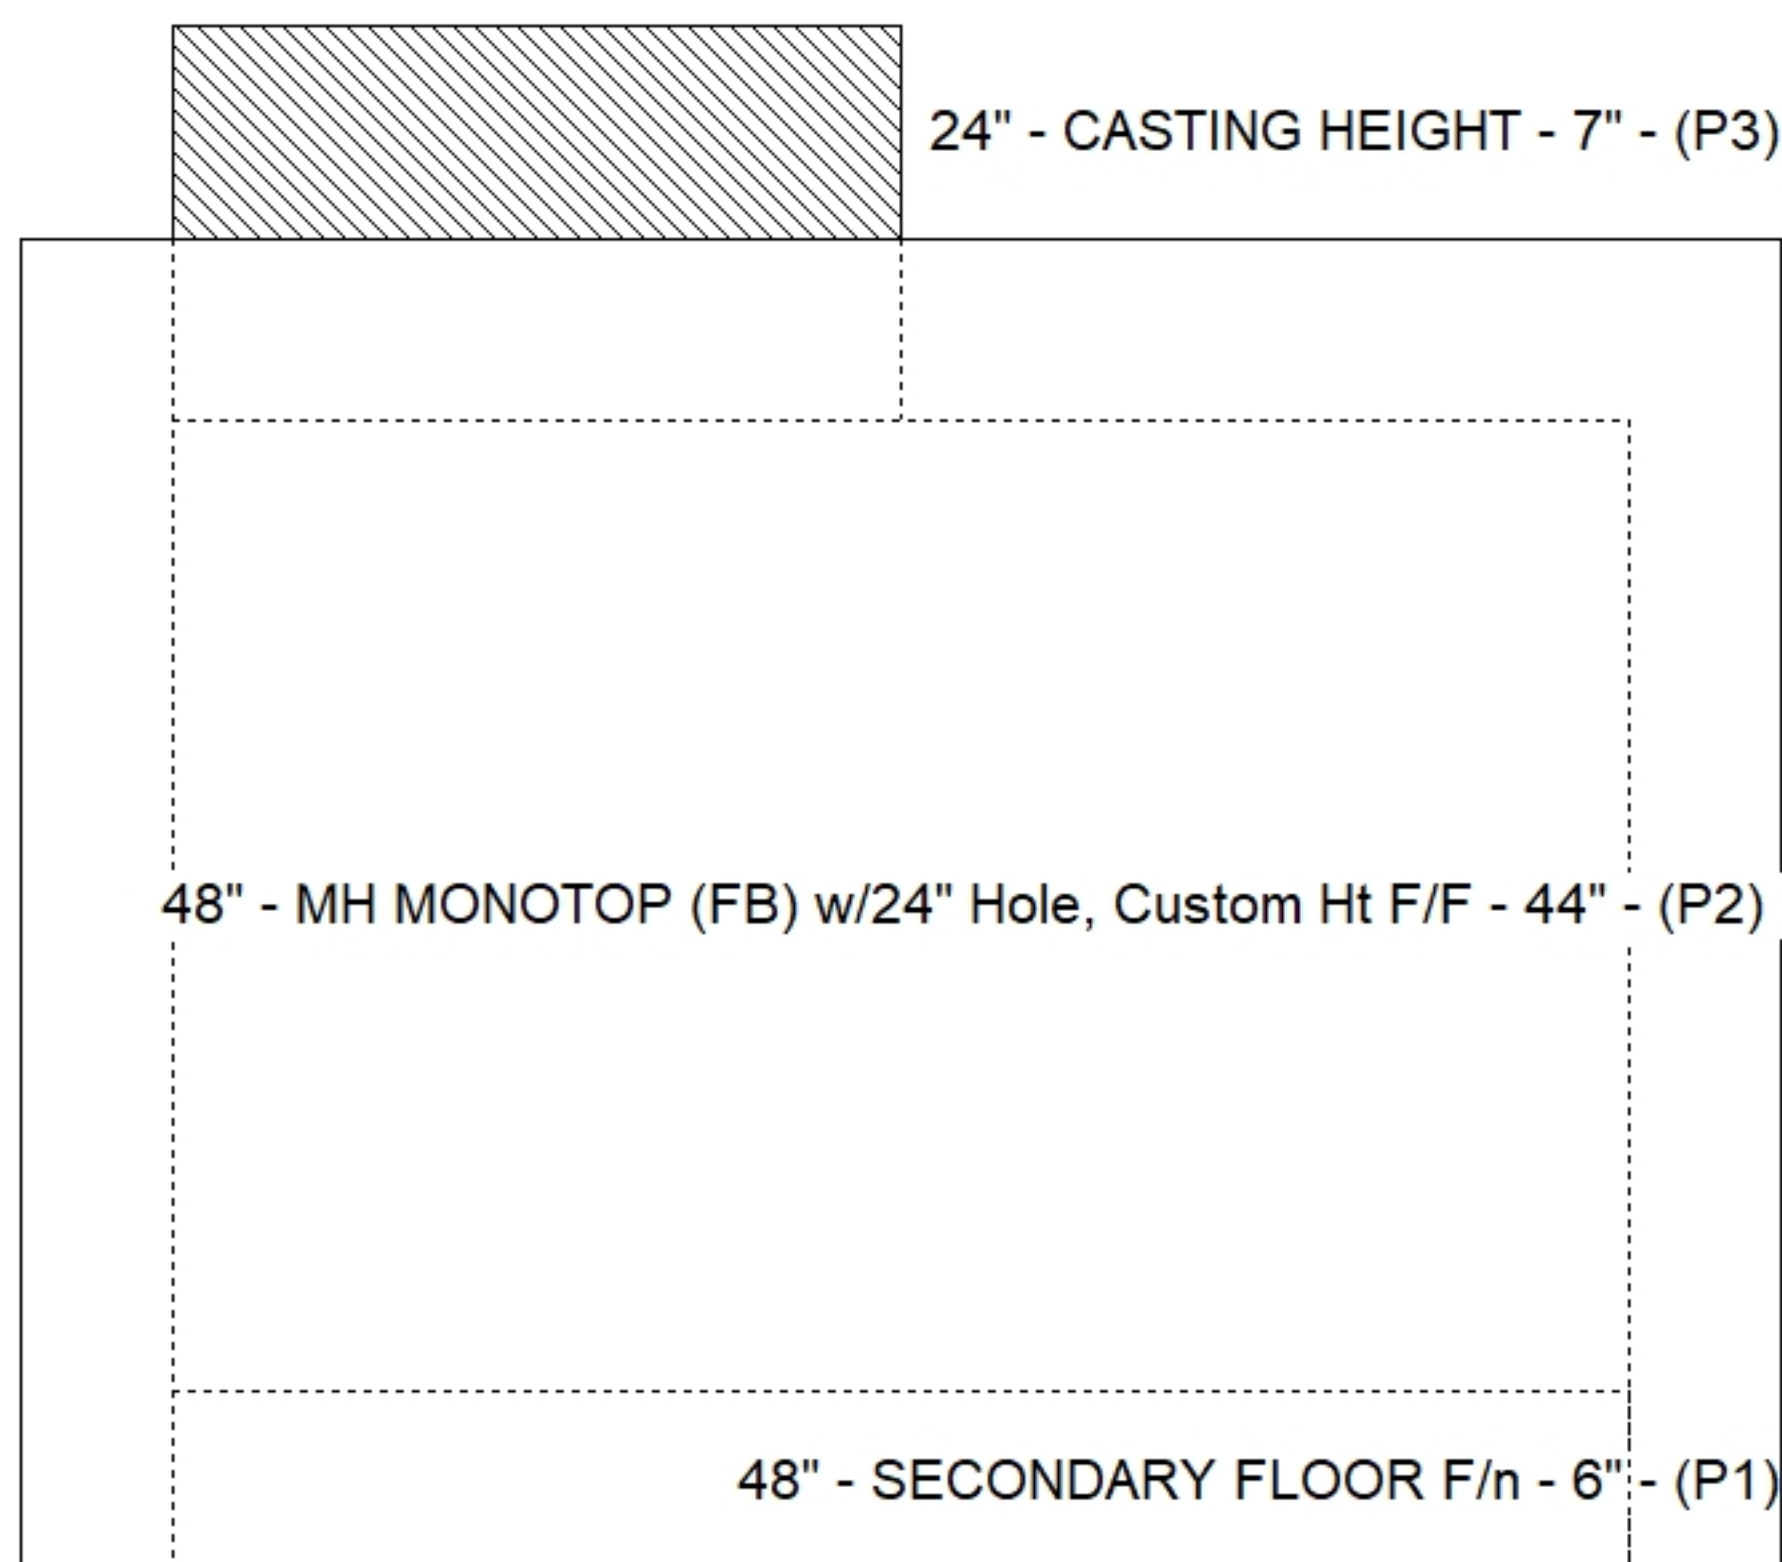 24" - CASTING HEIGHT - 7" - (P3)
48" - MH MONOTOP (FB) w/24" Hole, Custom Ht F/F - 44" - (P2)
48" - SECONDARY FLOOR F/n - 6" - (P1)